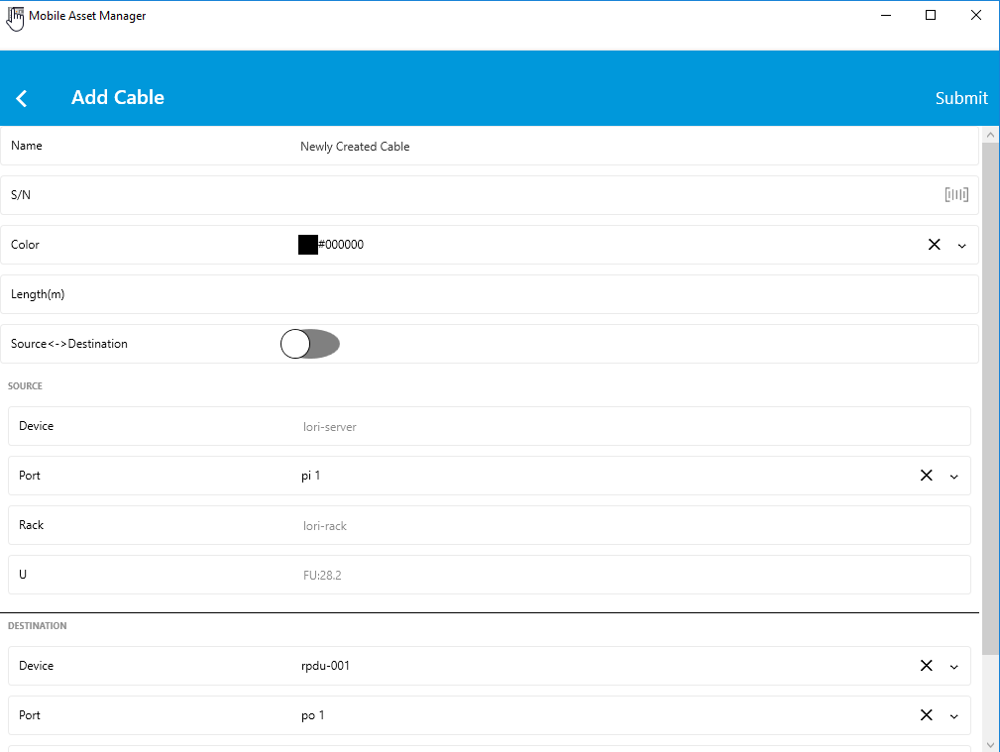 Mobile Asset Manager
Add Cable
Submit
Name Newly Created Cable
S/N
Color #000000
Length(m)
Source<->Destination
SOURCE
Device lori-server
Port pi 1
Rack lori-rack
U FU:28.2
DESTINATION
Device rpdu-001
Port po 1